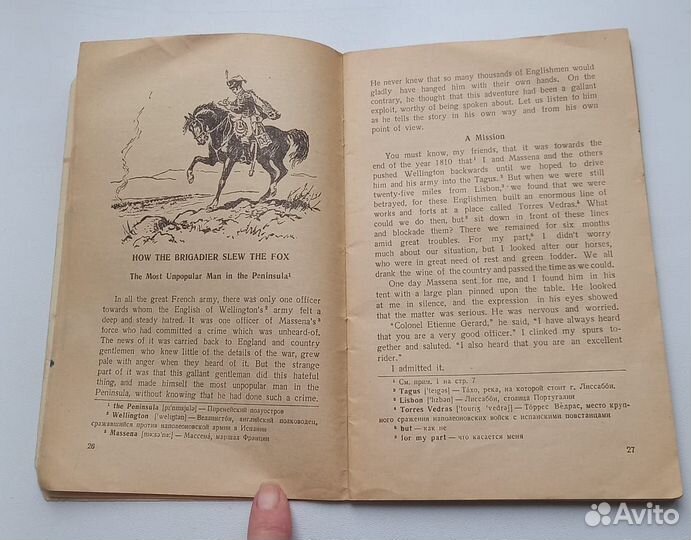 HOW THE BRIGADIER SLEW THE FOX
The Most Unpopular Man in the Peninsula¹
In all the great French army, there was only one officer
towards whom the English of Wellington's² army felt a
deep and steady hatred. It was one officer of Massena's³
force who had committed a crime which was unheard-of.
The news of it was carried back to England and country
gentlemen who knew little of the details of the war, grew
pale with anger when they heard of it. But the strange
part of it was that this gallant gentleman did this hateful
thing, and made himself the most unpopular man in the
Peninsula, without knowing that he had done such a crime.
¹ the Peninsula — Пиренейский полуостров
² Wellington — Веллингтон, английский полководец,
сражавшийся против наполеоновской армии в Испании
³ Massena — Массена́, маршал Франции
26
He never knew that so many thousands of Englishmen would
gladly have hanged him with their own hands. On the
contrary, he thought that this adventure had been a gallant
exploit, worthy of being spoken about. Let us listen to him
as he tells the story in his own way and from his own
point of view.
A Mission
You must know, my friends, that it was towards the
end of the year 1810 that¹ I and Massena and the others
pushed Wellington backwards until we hoped to drive
him and his army into the Tagus.² But when we were still
twenty-five miles from Lisbon,³ we found that we were
betrayed, for these Englishmen had built an enormous line of
works and forts at a place called Torres Vedras.⁴ What
could we do then, but⁵ sit down in front of these lines
and blockade them? There we remained for six months
amid great troubles. For my part,⁶ I didn't worry
much about our situation, but I looked after our horses,
who were in great need of rest and green fodder. We all
drank the wine of the country and passed the time as we could.
One day Massena sent for me, and I found him in his
tent with a large plan pinned upon the table. He looked
at me in silence, and the expression in his eyes showed
that the matter was serious. He was nervous and worried.
"Colonel Etienne Gerard," he said, "I have always heard
that you are a very good officer." I clinked my spurs to-
gether and saluted. "I also heard that you are an excellent
rider."
I admitted it.
¹ См. прим. 1 на стр. 7
² Tagus ['teigəs] — Та́хо, река, на которой стоит г. Лиссабо́н
³ Lisbon ['lizbən] — Лиссабо́н, столица Португалии
⁴ Torres Vedras — То́ррес Ве́драс, место круп-
ного сражения наполеоновских войск с испанскими повстанцами
⁵ but — как не
⁶ for my part — что касается меня
27
Avito